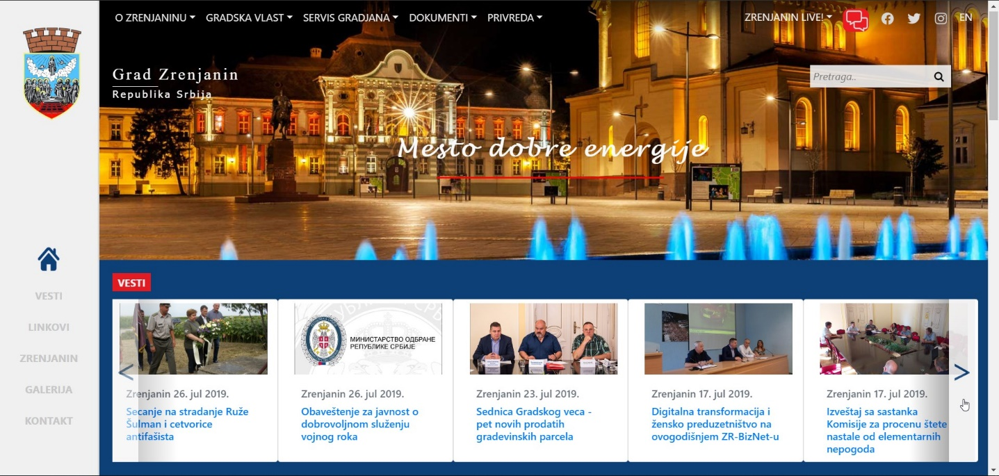 O ZRENJANINU
GRADSKA VLAST
SERVIS GRADJANA
DOKUMENTI
PRIVREDA
ZRENJANIN LIVE!
EN
Grad Zrenjanin
Republika Srbija
Pretraga..
Mesto dobre energije
VESTI
LINKOVI
ZRENJANIN
GALERIJA
KONTAKT
VESTI
<
Zrenjanin 26. jul 2019.
Secanje na stradanje Ruže
Šulman i cetvorice
antifašista
МИНИСТАРСТВО ОДБРАНЕ
РЕПУБЛИКЕ СРБИЈЕ
Zrenjanin 26. jul 2019.
Obaveštenje za javnost o
dobrovoljnom služenju
vojnog roka
Zrenjanin 23. jul 2019.
Sednica Gradskog veca -
pet novih prodatih
gradevinskih parcela
Zrenjanin 17. jul 2019.
Digitalna transformacija i
žensko preduzetništvo na
ovogodišnjem ZR-BizNet-u
Zrenjanin 17. jul 2019.
Izveštaj sa sastanka
Komisije za procenu štete
nastale od elementarnih
nepogoda
>